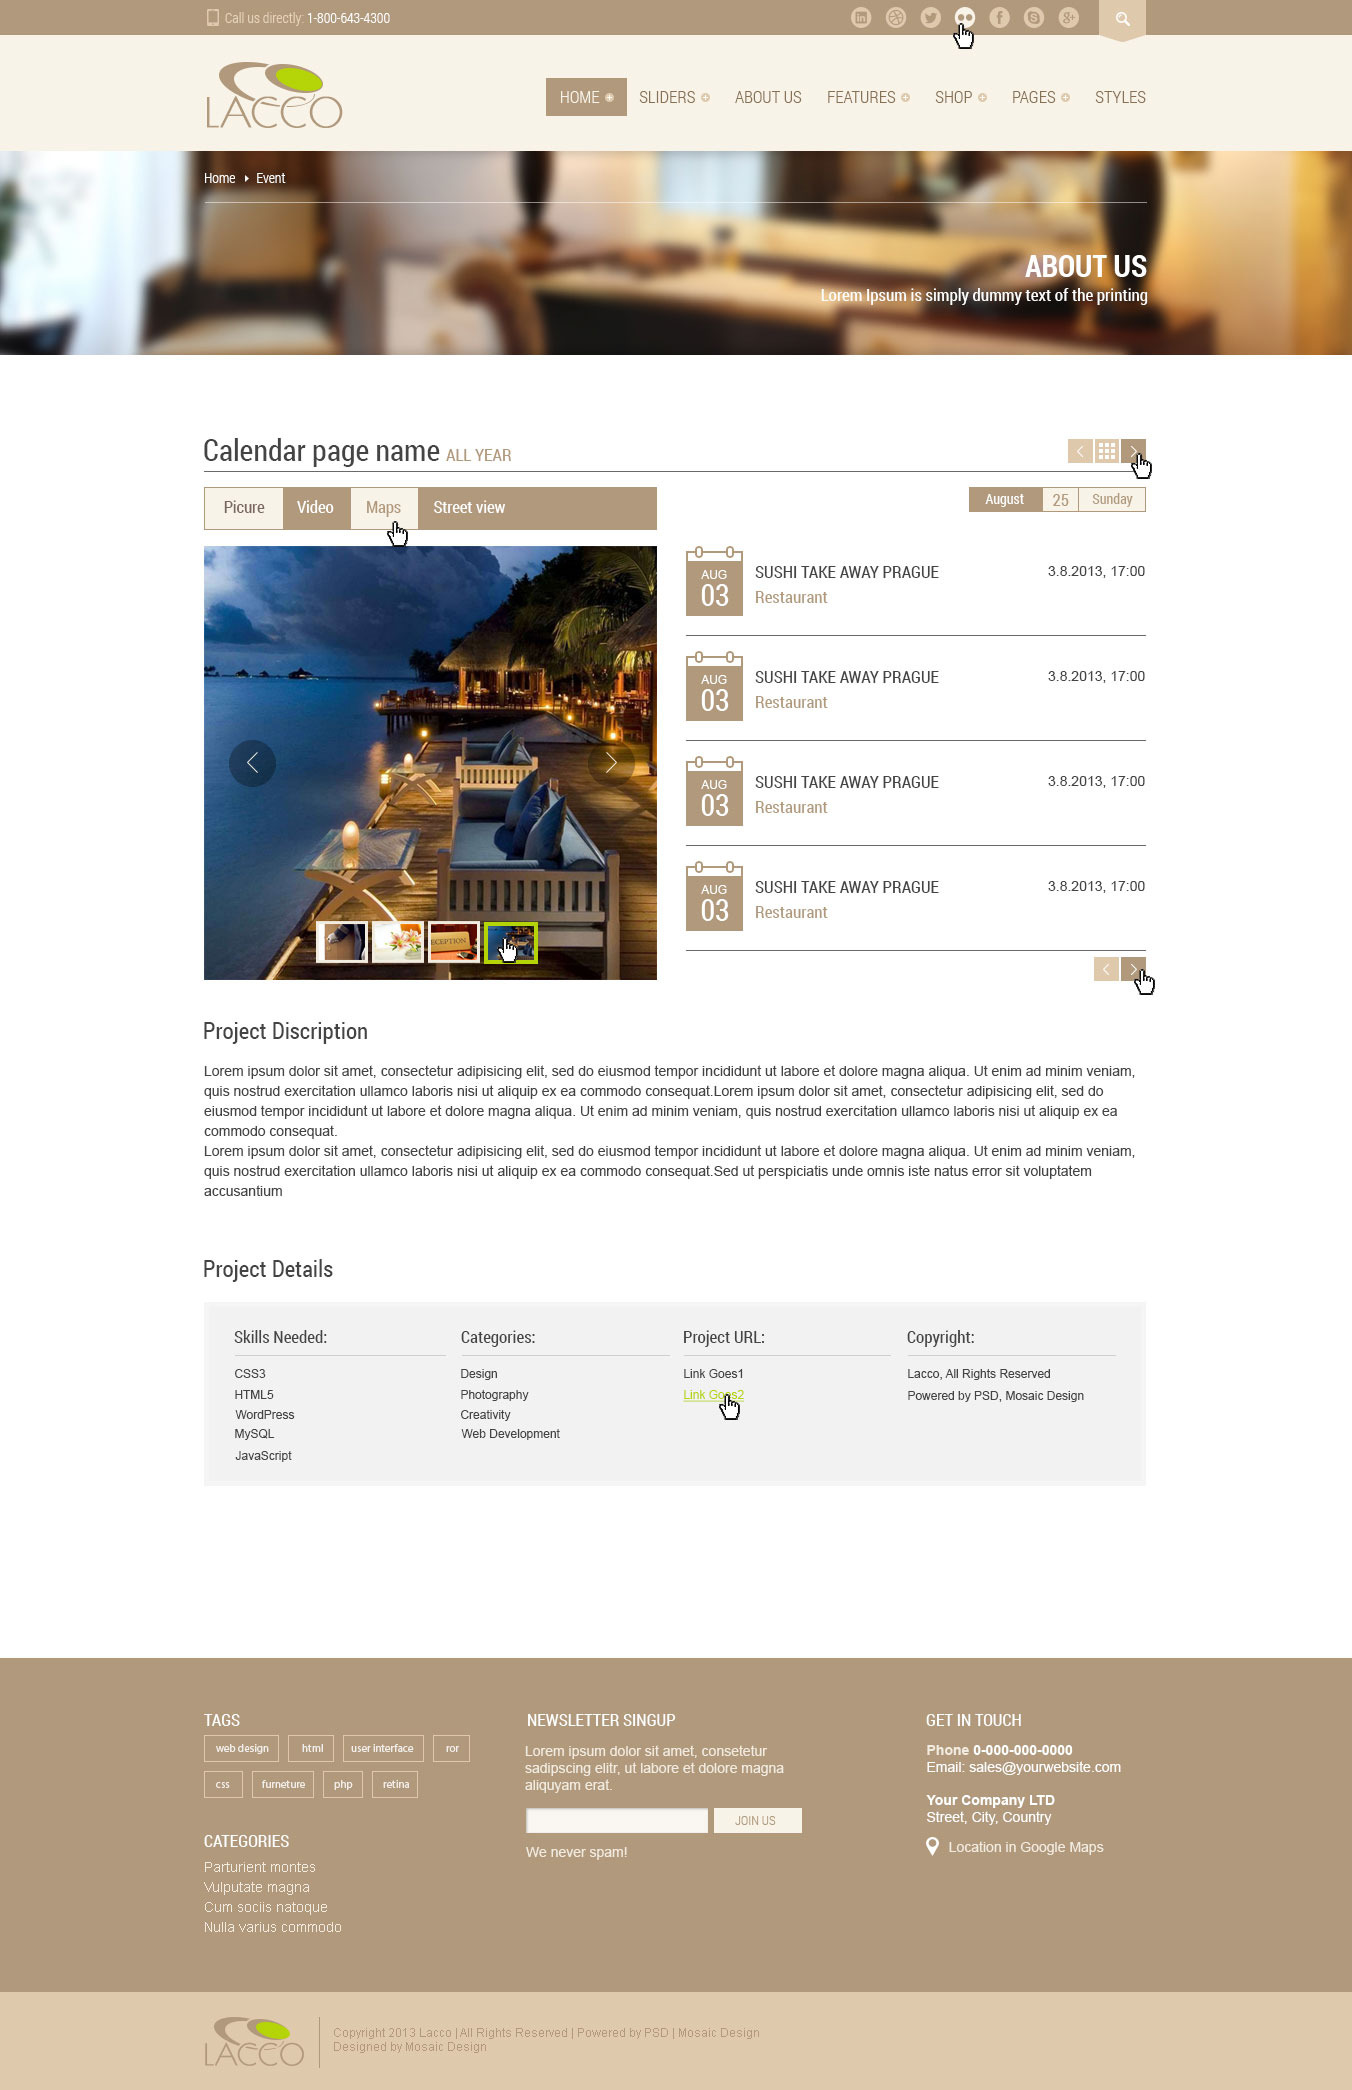 Call us directly: 1-800-643-4300
LACCO
HOME SLIDERS ABOUT US FEATURES SHOP PAGES STYLES
Home Event
ABOUT US
Lorem Ipsum is simply dummy text of the printing
Calendar page name ALL YEAR
Picure Video Maps Street view
August 25 Sunday
AUG 03
SUSHI TAKE AWAY PRAGUE
3.8.2013, 17:00
Restaurant
AUG 03
SUSHI TAKE AWAY PRAGUE
3.8.2013, 17:00
Restaurant
AUG 03
SUSHI TAKE AWAY PRAGUE
3.8.2013, 17:00
Restaurant
AUG 03
SUSHI TAKE AWAY PRAGUE
3.8.2013, 17:00
Restaurant
Project Discription
Lorem ipsum dolor sit amet, consectetur adipisicing elit, sed do eiusmod tempor incididunt ut labore et dolore magna aliqua. Ut enim ad minim veniam,
quis nostrud exercitation ullamco laboris nisi ut aliquip ex ea commodo consequat.Lorem ipsum dolor sit amet, consectetur adipisicing elit, sed do
eiusmod tempor incididunt ut labore et dolore magna aliqua. Ut enim ad minim veniam, quis nostrud exercitation ullamco laboris nisi ut aliquip ex ea
commodo consequat.
Lorem ipsum dolor sit amet, consectetur adipisicing elit, sed do eiusmod tempor incididunt ut labore et dolore magna aliqua. Ut enim ad minim veniam,
quis nostrud exercitation ullamco laboris nisi ut aliquip ex ea commodo consequat.Sed ut perspiciatis unde omnis iste natus error sit voluptatem
accusantium
Project Details
Skills Needed:
CSS3
HTML5
WordPress
MySQL
JavaScript
Categories:
Design
Photography
Creativity
Web Development
Project URL:
Link Goes1
Link Goes2
Copyright:
Lacco, All Rights Reserved
Powered by PSD, Mosaic Design
TAGS
web design html user interface ror
css furneture php retina
CATEGORIES
Parturient montes
Vulputate magna
Cum sociis natoque
Nulla varius commodo
NEWSLETTER SINGUP
Lorem ipsum dolor sit amet, consetetur
sadipscing elitr, ut labore et dolore magna
aliquyam erat.
JOIN US
We never spam!
GET IN TOUCH
Phone 0-000-000-0000
Email: sales@yourwebsite.com
Your Company LTD
Street, City, Country
Location in Google Maps
LACCO
Copyright 2013 Lacco | All Rights Reserved | Powered by PSD | Mosaic Design
Designed by Mosaic Design